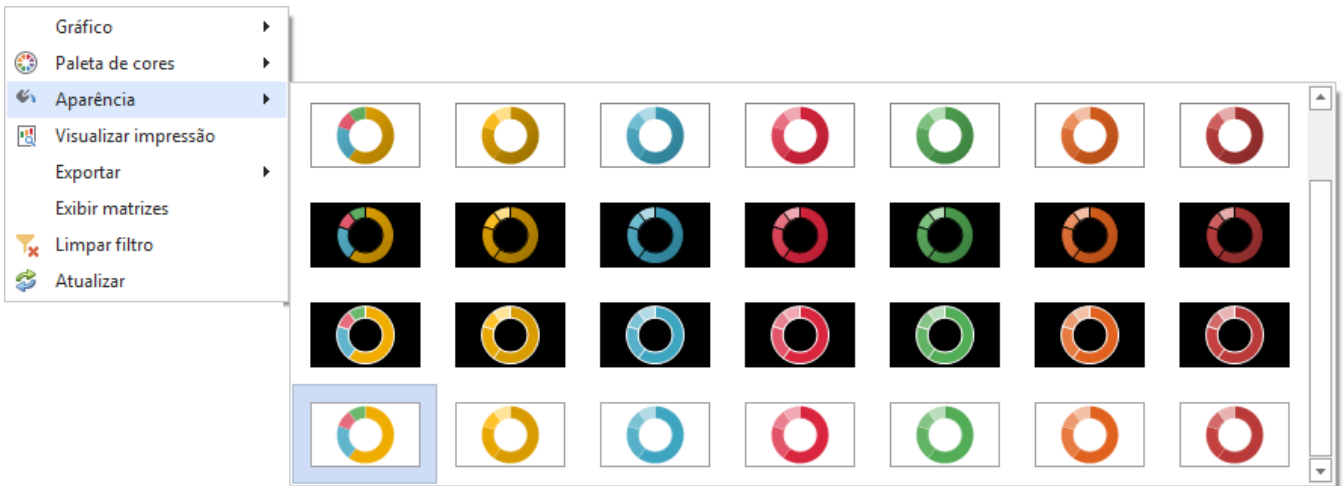 Gráfico
Paleta de cores
Aparência
Visualizar impressão
Exportar
Exibir matrizes
Limpar filtro
Atualizar